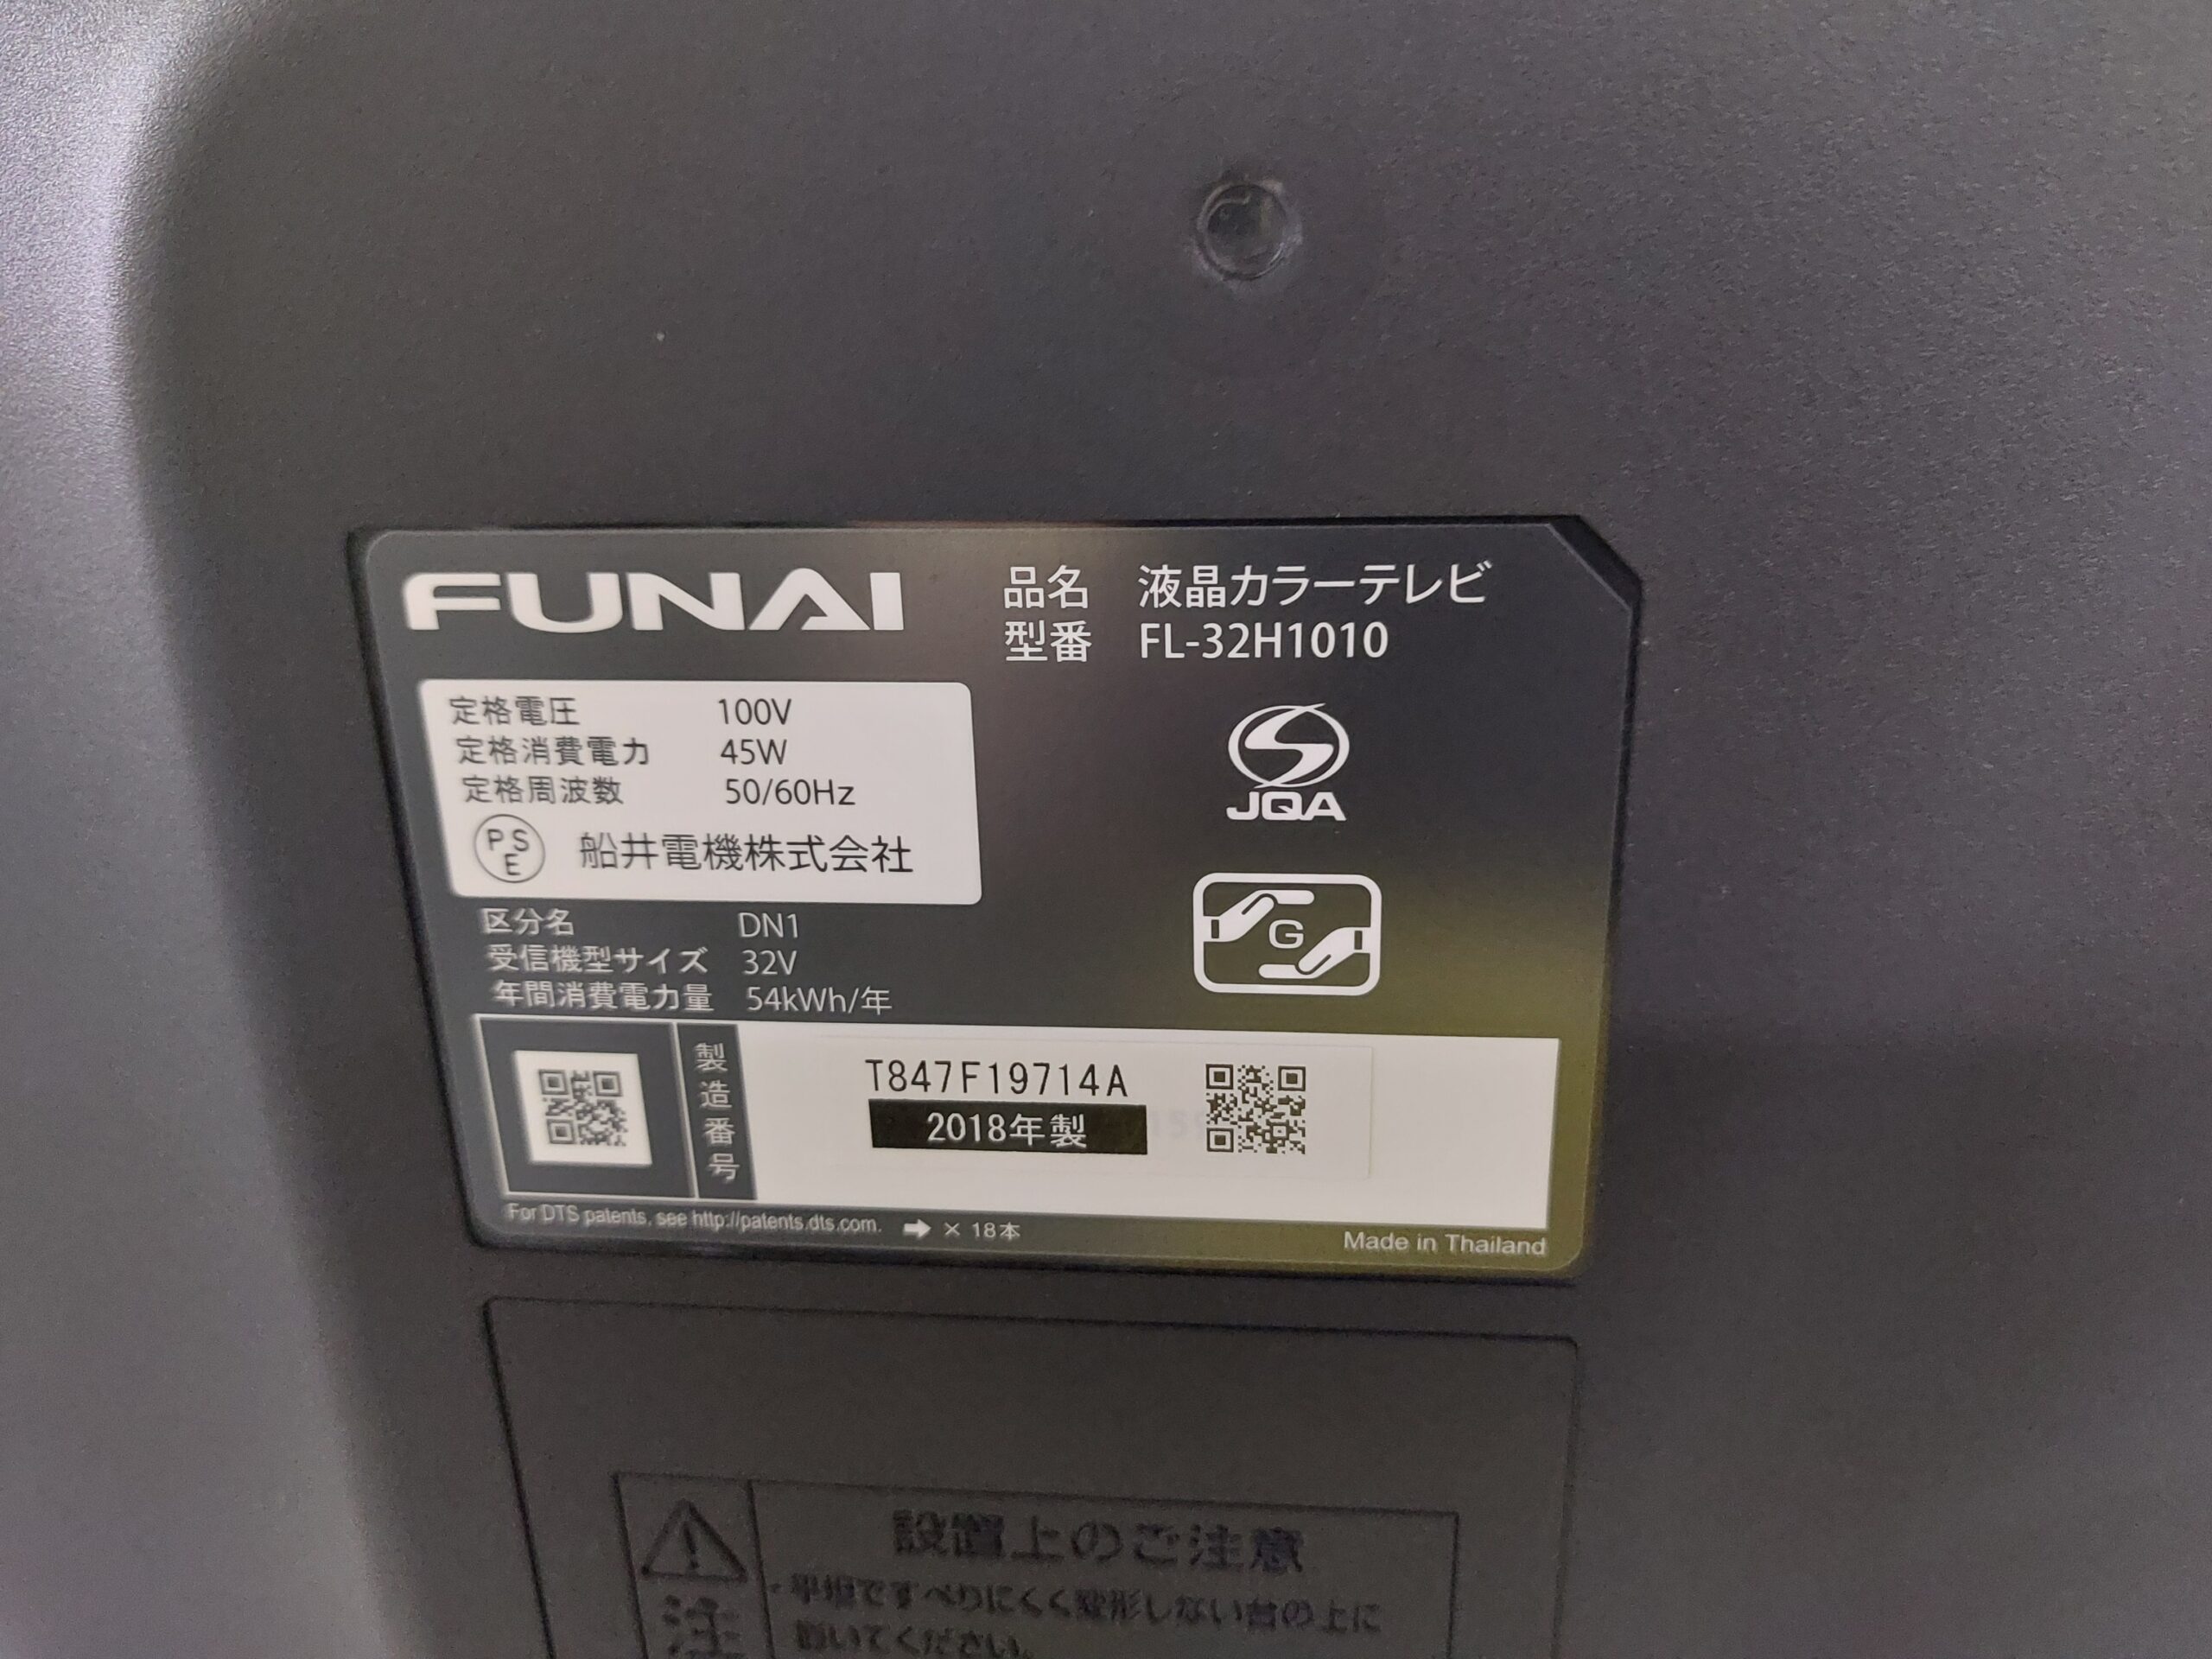 FUNAI
品名 液晶カラーテレビ
型番 FL-32H1010
定格電圧 100V
定格消費電力 45W
定格周波数 50/60Hz
PSE 船井電機株式会社
JQA
G
区分名 DN1
受信機型サイズ 32V
年間消費電力量 54kWh/年
製造番号
T847F19714A
2018年製
For DTS patents, see http://patents.dts.com. ➡ × 18本
Made in Thailand
設置上のご注意
注
・平坦ですべりにくく変形しない台の上に
置いてください。